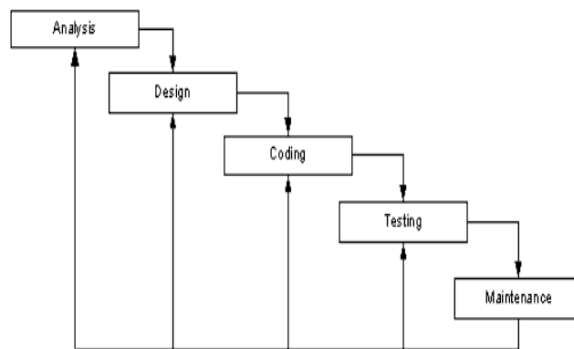 Analysis
Design
Coding
Testing
Maintenance